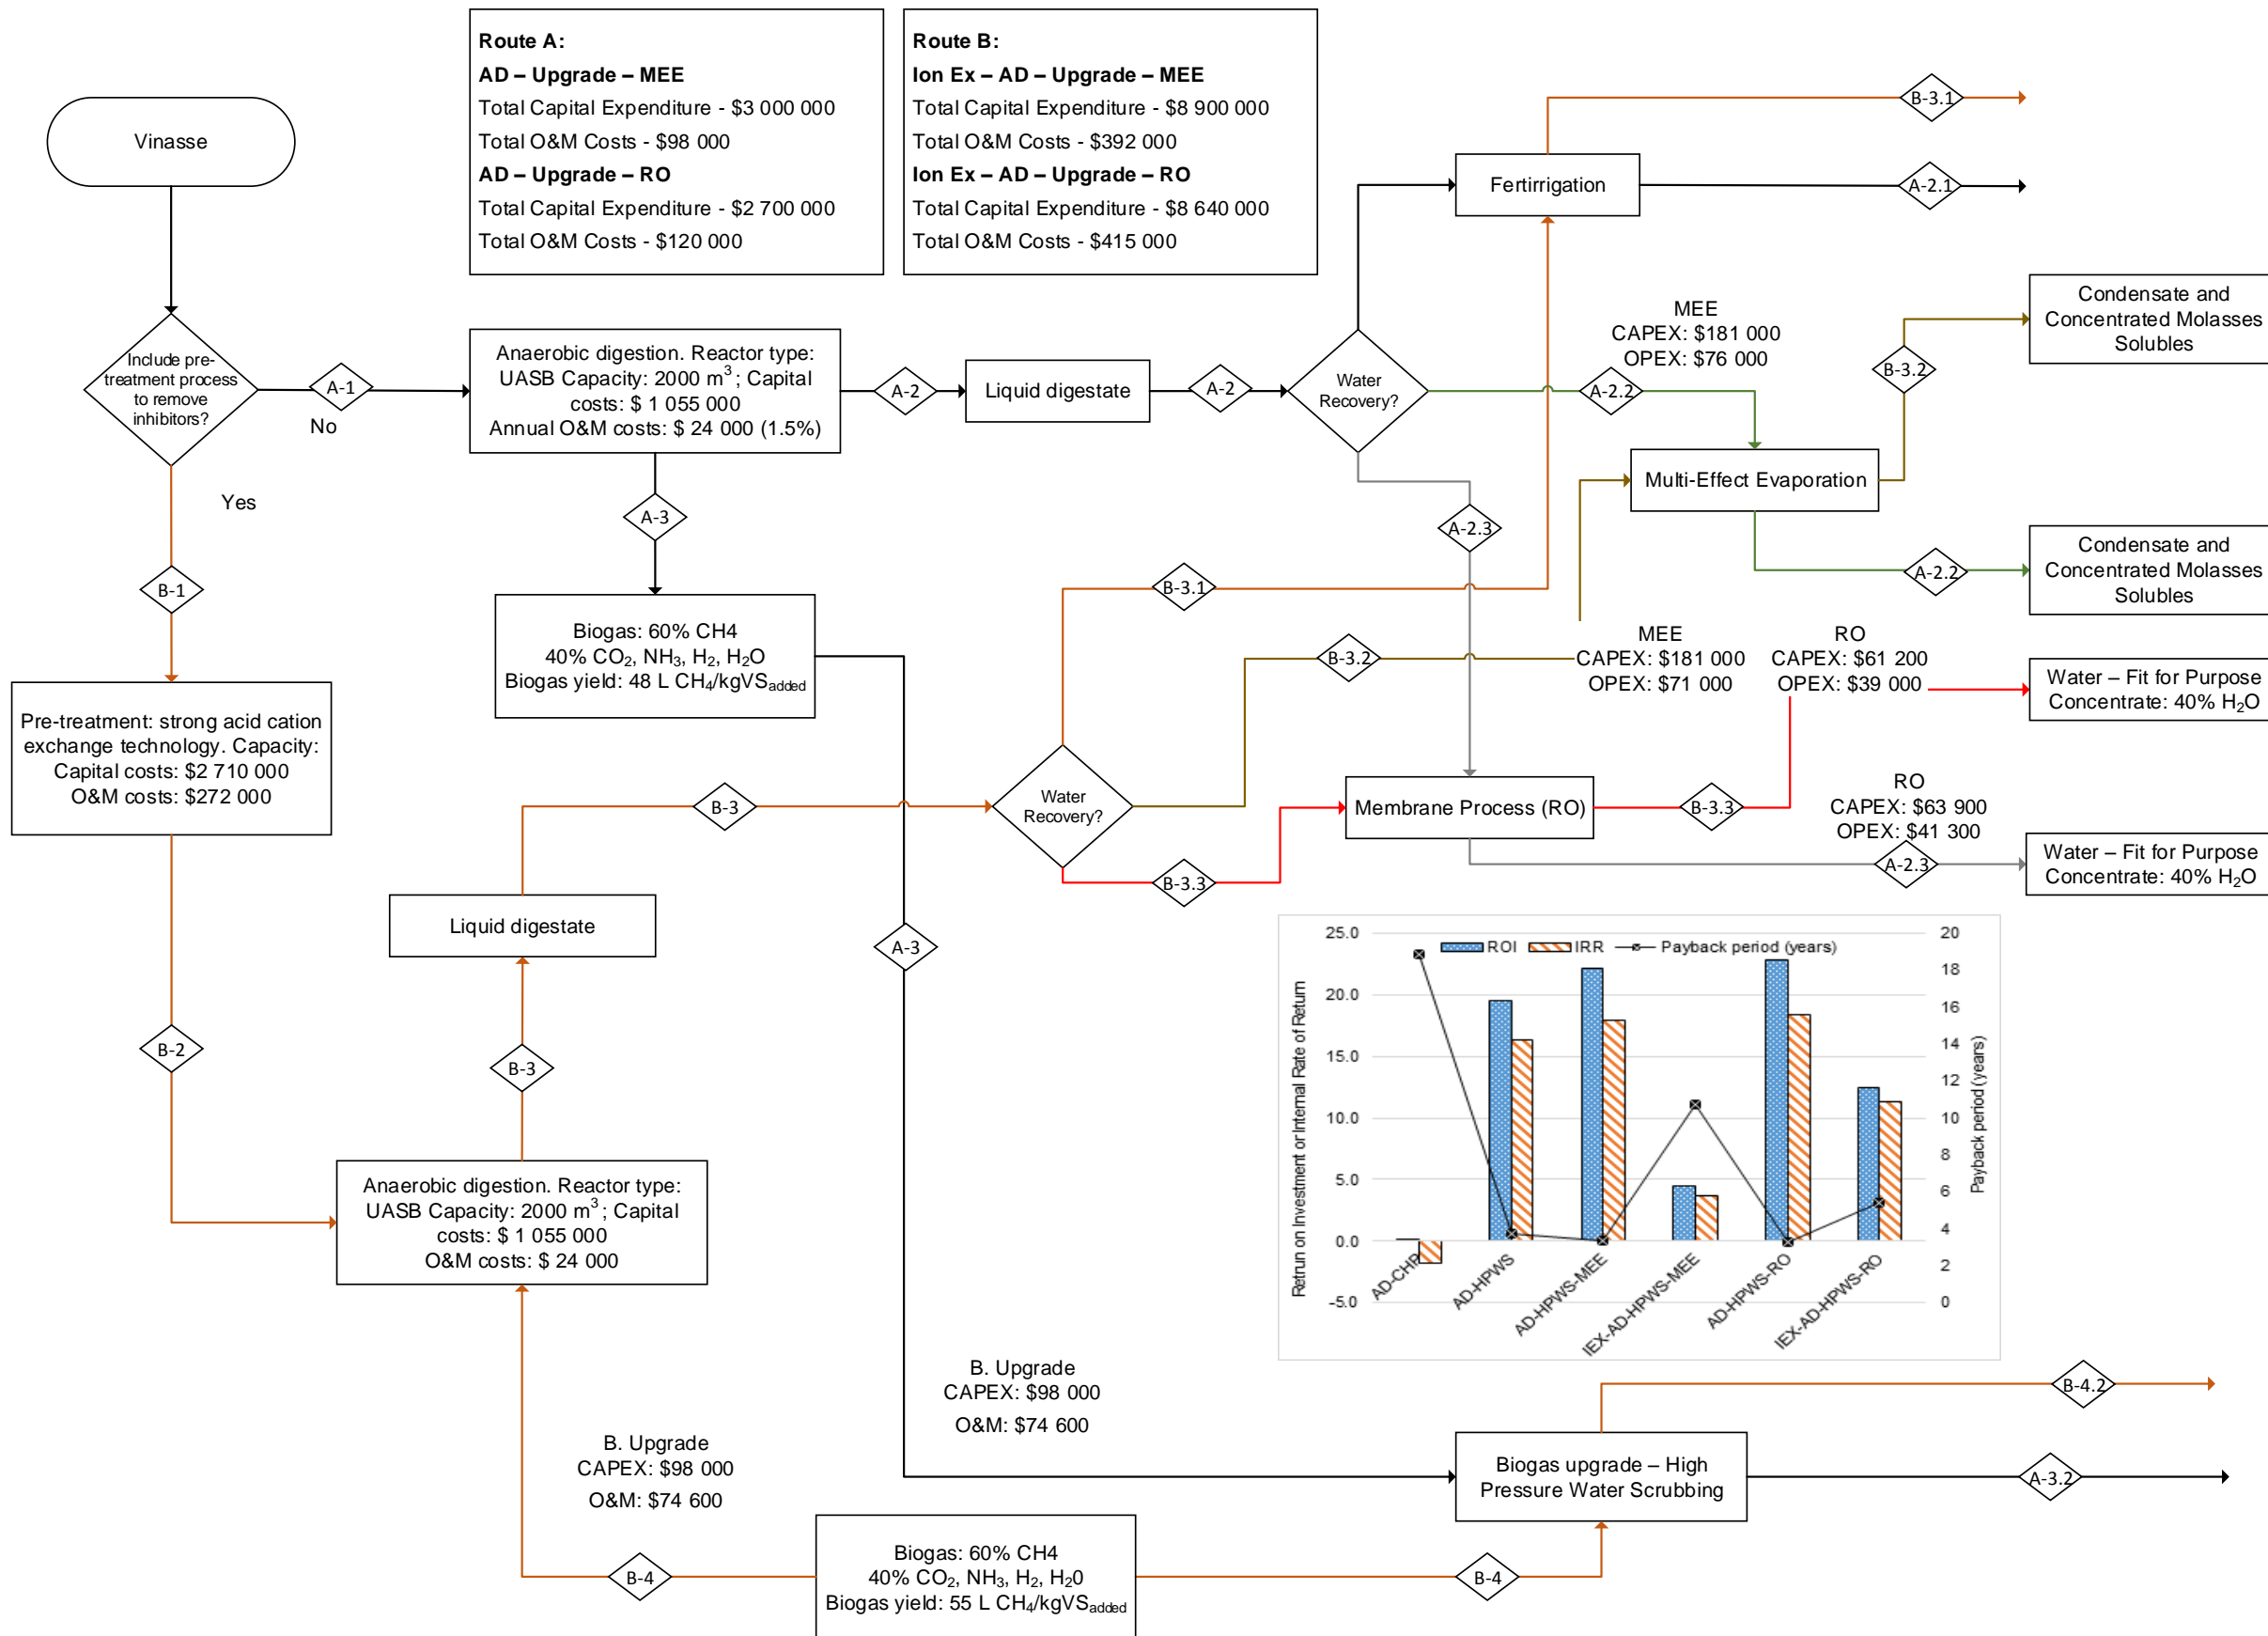 Vinasse
Route A:
AD – Upgrade – MEE
Total Capital Expenditure - $3 000 000
Total O&M Costs - $98 000
AD – Upgrade – RO
Total Capital Expenditure - $2 700 000
Total O&M Costs - $120 000
Route B:
Ion Ex – AD – Upgrade – MEE
Total Capital Expenditure - $8 900 000
Total O&M Costs - $392 000
Ion Ex – AD – Upgrade – RO
Total Capital Expenditure - $8 640 000
Total O&M Costs - $415 000
B-3.1
Fertirrigation
A-2.1
Include pre-
treatment process
to remove
inhibitors?
A-1
No
Yes
Anaerobic digestion. Reactor type:
UASB Capacity: 2000 m³ ; Capital
costs: $ 1 055 000
Annual O&M costs: $ 24 000 (1.5%)
A-2
Liquid digestate
A-2
Water
Recovery?
MEE
CAPEX: $181 000
OPEX: $76 000
A-2.2
B-3.2
Condensate and
Concentrated Molasses
Solubles
Multi-Effect Evaporation
A-3
A-2.3
B-1
B-3.1
A-2.2
Condensate and
Concentrated Molasses
Solubles
Biogas: 60% CH4
40% CO₂, NH₃, H₂, H₂O
Biogas yield: 48 L CH₄/kgVSadded
B-3.2
MEE
CAPEX: $181 000
OPEX: $71 000
RO
CAPEX: $61 200
OPEX: $39 000
Water – Fit for Purpose
Concentrate: 40% H₂O
Pre-treatment: strong acid cation
exchange technology. Capacity:
Capital costs: $2 710 000
O&M costs: $272 000
B-3
Water
Recovery?
Membrane Process (RO)
B-3.3
RO
CAPEX: $63 900
OPEX: $41 300
B-3.3
A-2.3
Water – Fit for Purpose
Concentrate: 40% H₂O
Liquid digestate
A-3
B-2
B-3
Anaerobic digestion. Reactor type:
UASB Capacity: 2000 m³ ; Capital
costs: $ 1 055 000
O&M costs: $ 24 000
ROI
IRR
Payback period (years)
Retrun on Investment or Internal Rate of Return
25.0
20.0
15.0
10.0
5.0
0.0
-5.0
20
18
16
14
12
10
8
6
4
2
0
Payback period (years)
AD-CHP
AD-HPWS
AD-HPWS-MEE
IEX-AD-HPWS-MEE
AD-HPWS-RO
IEX-AD-HPWS-RO
B. Upgrade
CAPEX: $98 000
O&M: $74 600
B. Upgrade
CAPEX: $98 000
O&M: $74 600
B-4.2
Biogas upgrade – High
Pressure Water Scrubbing
A-3.2
B-4
Biogas: 60% CH4
40% CO₂, NH₃, H₂, H₂0
Biogas yield: 55 L CH₄/kgVSadded
B-4